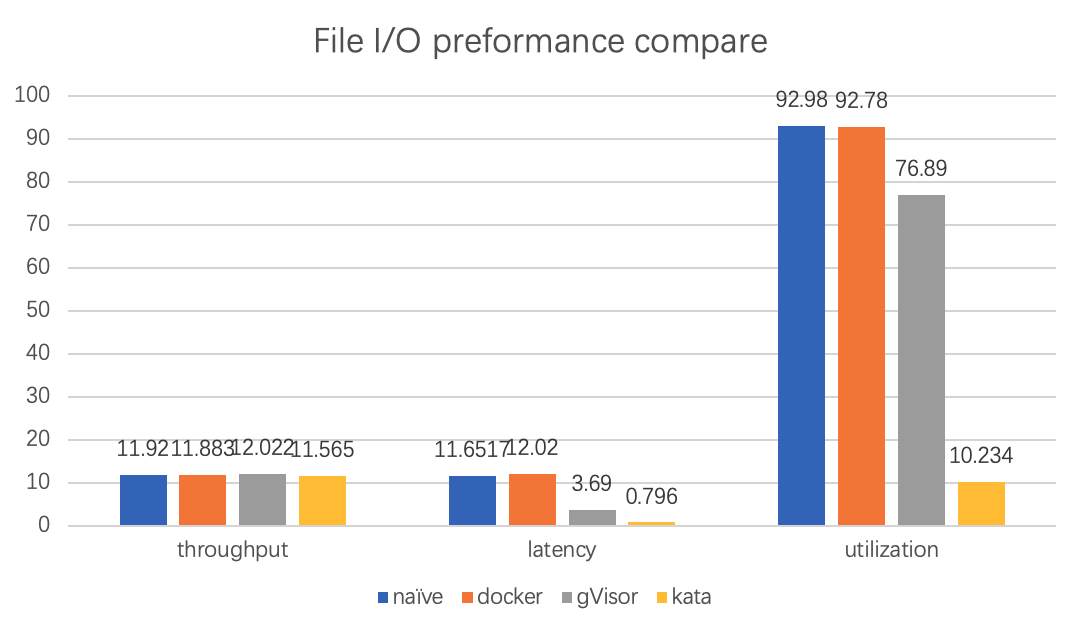 File I/O preformance compare
100
90
80
70
60
50
40
30
20
10
0
11.92 11.883 12.022 11.565
11.6517 12.02 3.69 0.796
92.98 92.78 76.89 10.234
throughput latency utilization
naïve docker gVisor kata